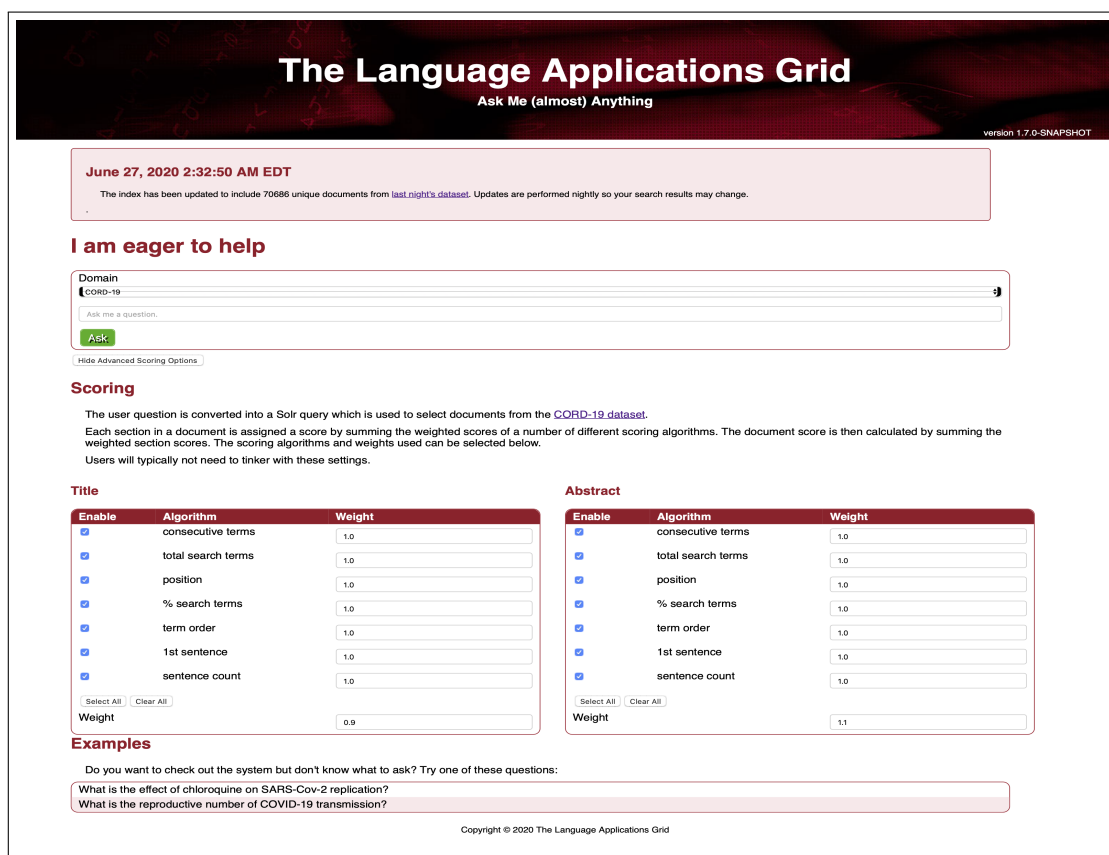 The Language Applications Grid
Ask Me (almost) Anything
version 1.7.0-SNAPSHOT
June 27, 2020 2:32:50 AM EDT
The index has been updated to include 70686 unique documents from last night's dataset. Updates are performed nightly so your search results may change.
.
I am eager to help
Domain
CORD-19
Ask me a question.
Ask
Hide Advanced Scoring Options
Scoring
The user question is converted into a Solr query which is used to select documents from the CORD-19 dataset.
Each section in a document is assigned a score by summing the weighted scores of a number of different scoring algorithms. The document score is then calculated by summing the
weighted section scores. The scoring algorithms and weights used can be selected below.
Users will typically not need to tinker with these settings.
Title
Enable Algorithm Weight
consecutive terms 1.0
total search terms 1.0
position 1.0
% search terms 1.0
term order 1.0
1st sentence 1.0
sentence count 1.0
Select All Clear All
Weight 0.9
Abstract
Enable Algorithm Weight
consecutive terms 1.0
total search terms 1.0
position 1.0
% search terms 1.0
term order 1.0
1st sentence 1.0
sentence count 1.0
Select All Clear All
Weight 1.1
Examples
Do you want to check out the system but don't know what to ask? Try one of these questions:
What is the effect of chloroquine on SARS-Cov-2 replication?
What is the reproductive number of COVID-19 transmission?
Copyright © 2020 The Language Applications Grid